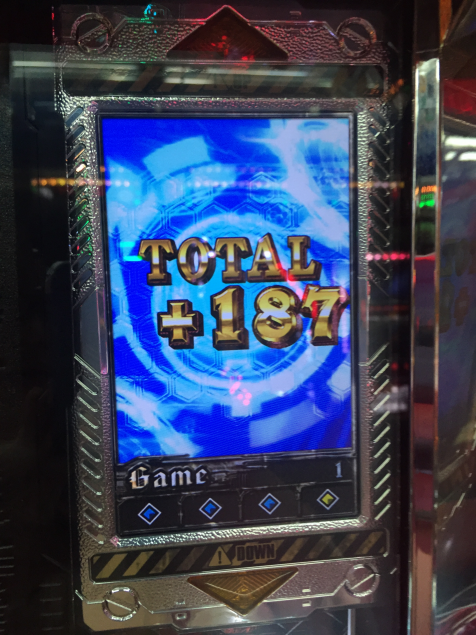 TOTAL
+187
Game 1
DOWN